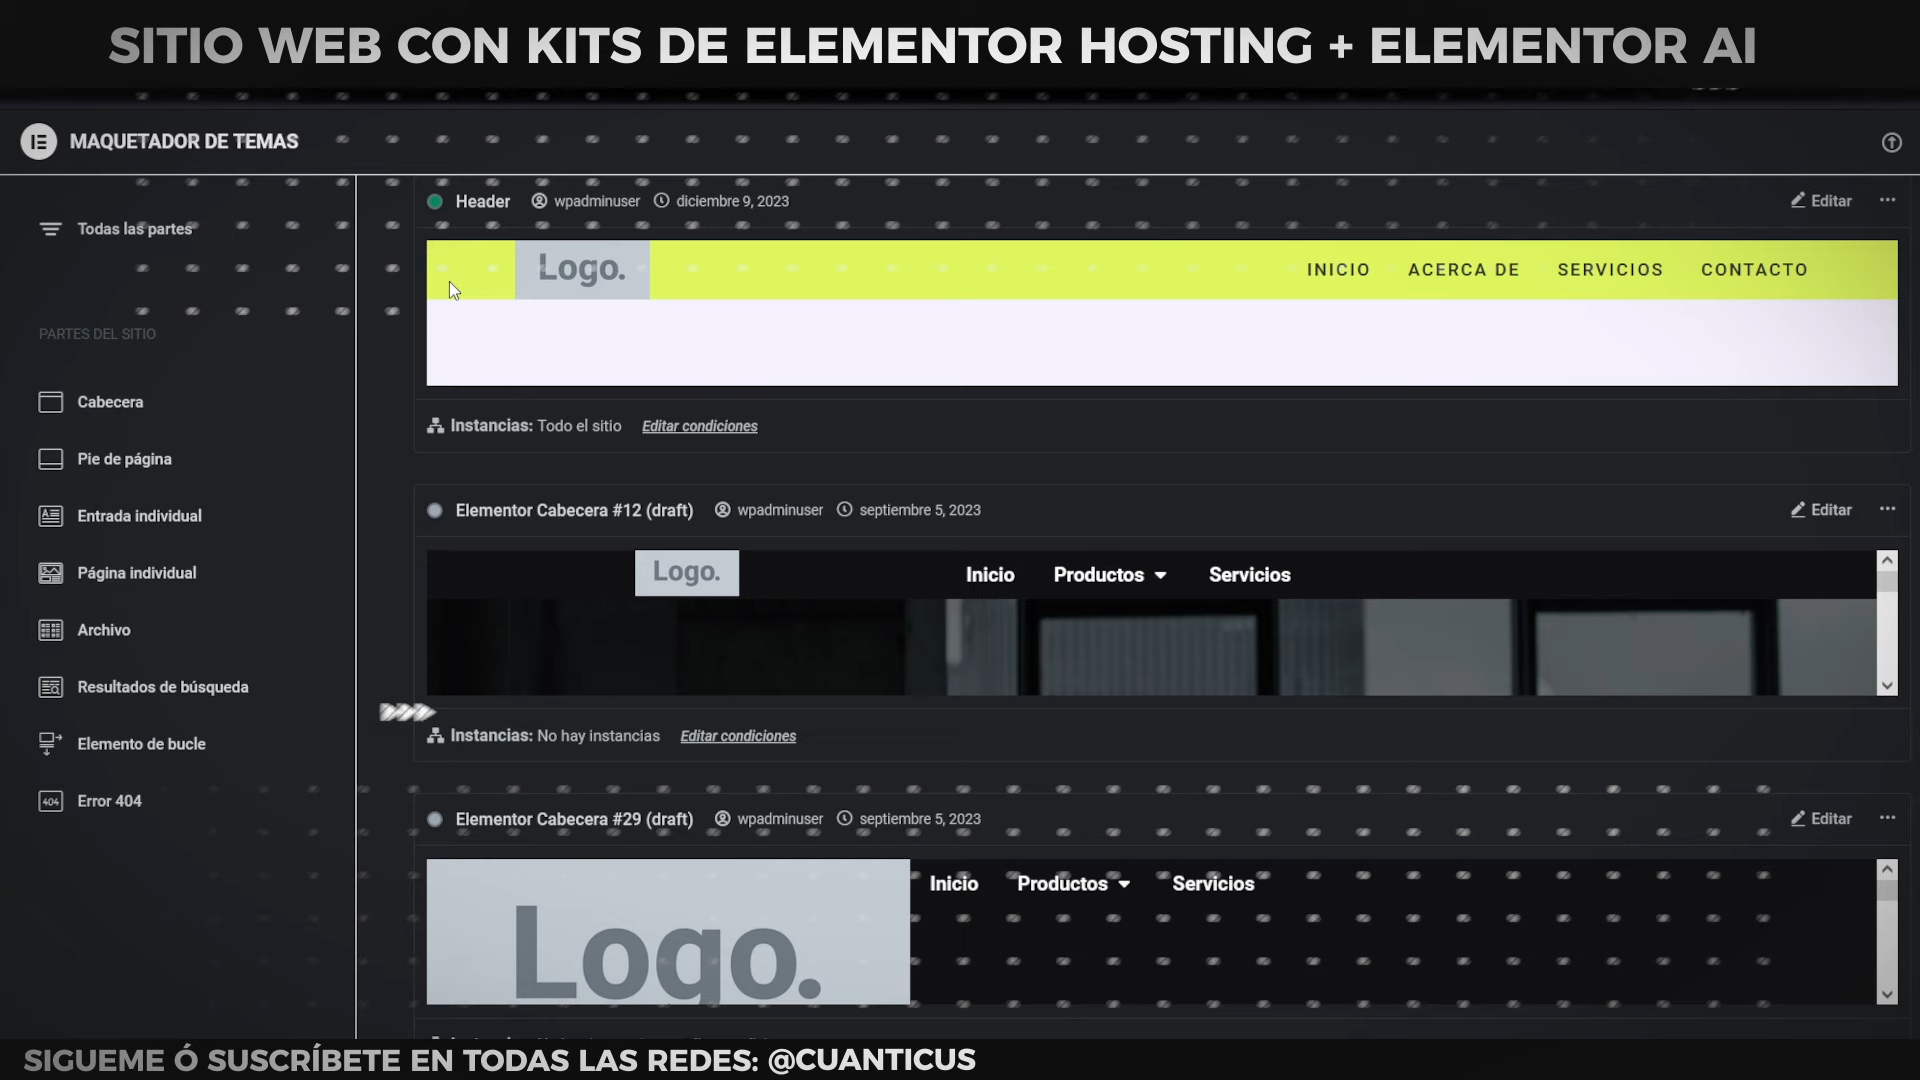 SITIO WEB CON KITS DE ELEMENTOR HOSTING + ELEMENTOR AI
MAQUETADOR DE TEMAS
Todas las partes
PARTES DEL SITIO
Cabecera
Pie de página
Entrada individual
Página individual
Archivo
Resultados de búsqueda
Elemento de bucle
404 Error 404
Header wpadminuser diciembre 9, 2023 Editar
Logo. INICIO ACERCA DE SERVICIOS CONTACTO
Instancias: Todo el sitio Editar condiciones
Elementor Cabecera #12 (draft) wpadminuser septiembre 5, 2023 Editar
Logo. Inicio Productos Servicios
Instancias: No hay instancias Editar condiciones
Elementor Cabecera #29 (draft) wpadminuser septiembre 5, 2023 Editar
Inicio Productos Servicios
Logo.
SIGUEME Ó SUSCRÍBETE EN TODAS LAS REDES: @CUANTICUS